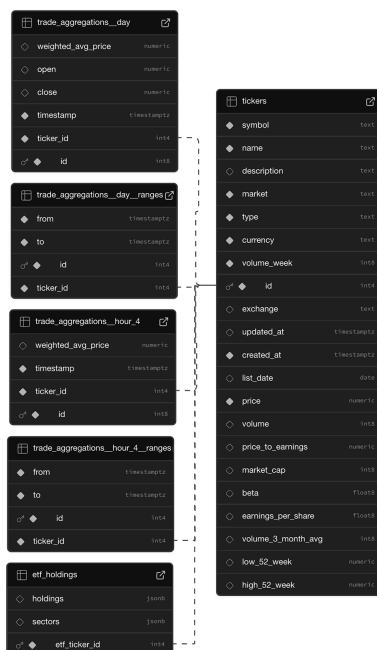 trade_aggregations__day
weighted_avg_price numeric
open numeric
close numeric
timestamp timestamptz
ticker_id int4
id int8
trade_aggregations__day__ranges
from timestamptz
to timestamptz
id int4
ticker_id int4
trade_aggregations__hour_4
weighted_avg_price numeric
timestamp timestamptz
ticker_id int4
id int8
trade_aggregations__hour_4__ranges
from timestamptz
to timestamptz
id int4
ticker_id int4
etf_holdings
holdings jsonb
sectors jsonb
etf_ticker_id int4
tickers
symbol text
name text
description text
market text
type text
currency text
volume_week int8
id int4
exchange text
updated_at timestamptz
created_at timestamptz
list_date date
price numeric
volume int8
price_to_earnings numeric
market_cap int8
beta float8
earnings_per_share float8
volume_3_month_avg int8
low_52_week numeric
high_52_week numeric